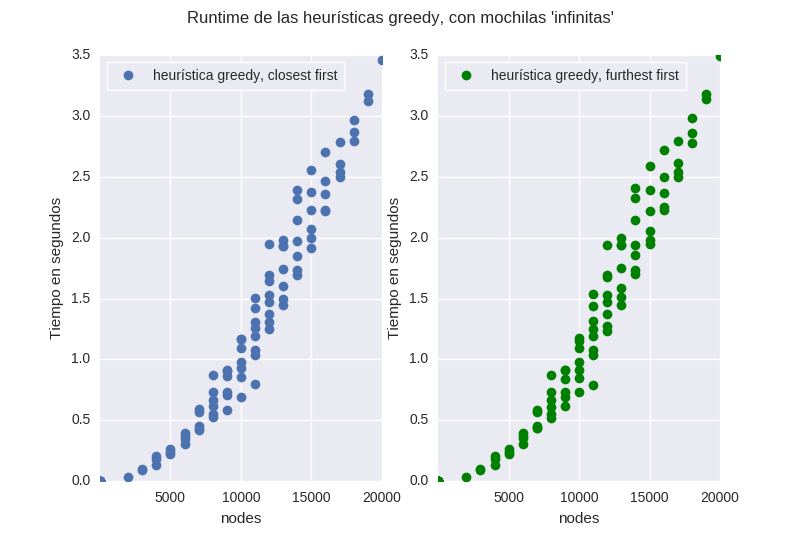 Runtime de las heurísticas greedy, con mochilas 'infinitas'
heurística greedy, closest first
Tiempo en segundos
3.5
3.0
2.5
2.0
1.5
1.0
0.5
0.0
5000 10000 15000 20000
nodes
heurística greedy, furthest first
Tiempo en segundos
3.5
3.0
2.5
2.0
1.5
1.0
0.5
0.0
5000 10000 15000 20000
nodes